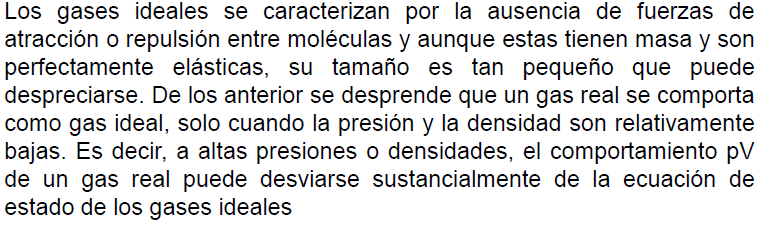 Los gases ideales se caracterizan por la ausencia de fuerzas de
atracción o repulsión entre moléculas y aunque estas tienen masa y son
perfectamente elásticas, su tamaño es tan pequeño que puede
despreciarse. De los anterior se desprende que un gas real se comporta
como gas ideal, solo cuando la presión y la densidad son relativamente
bajas. Es decir, a altas presiones o densidades, el comportamiento pV
de un gas real puede desviarse sustancialmente de la ecuación de
estado de los gases ideales